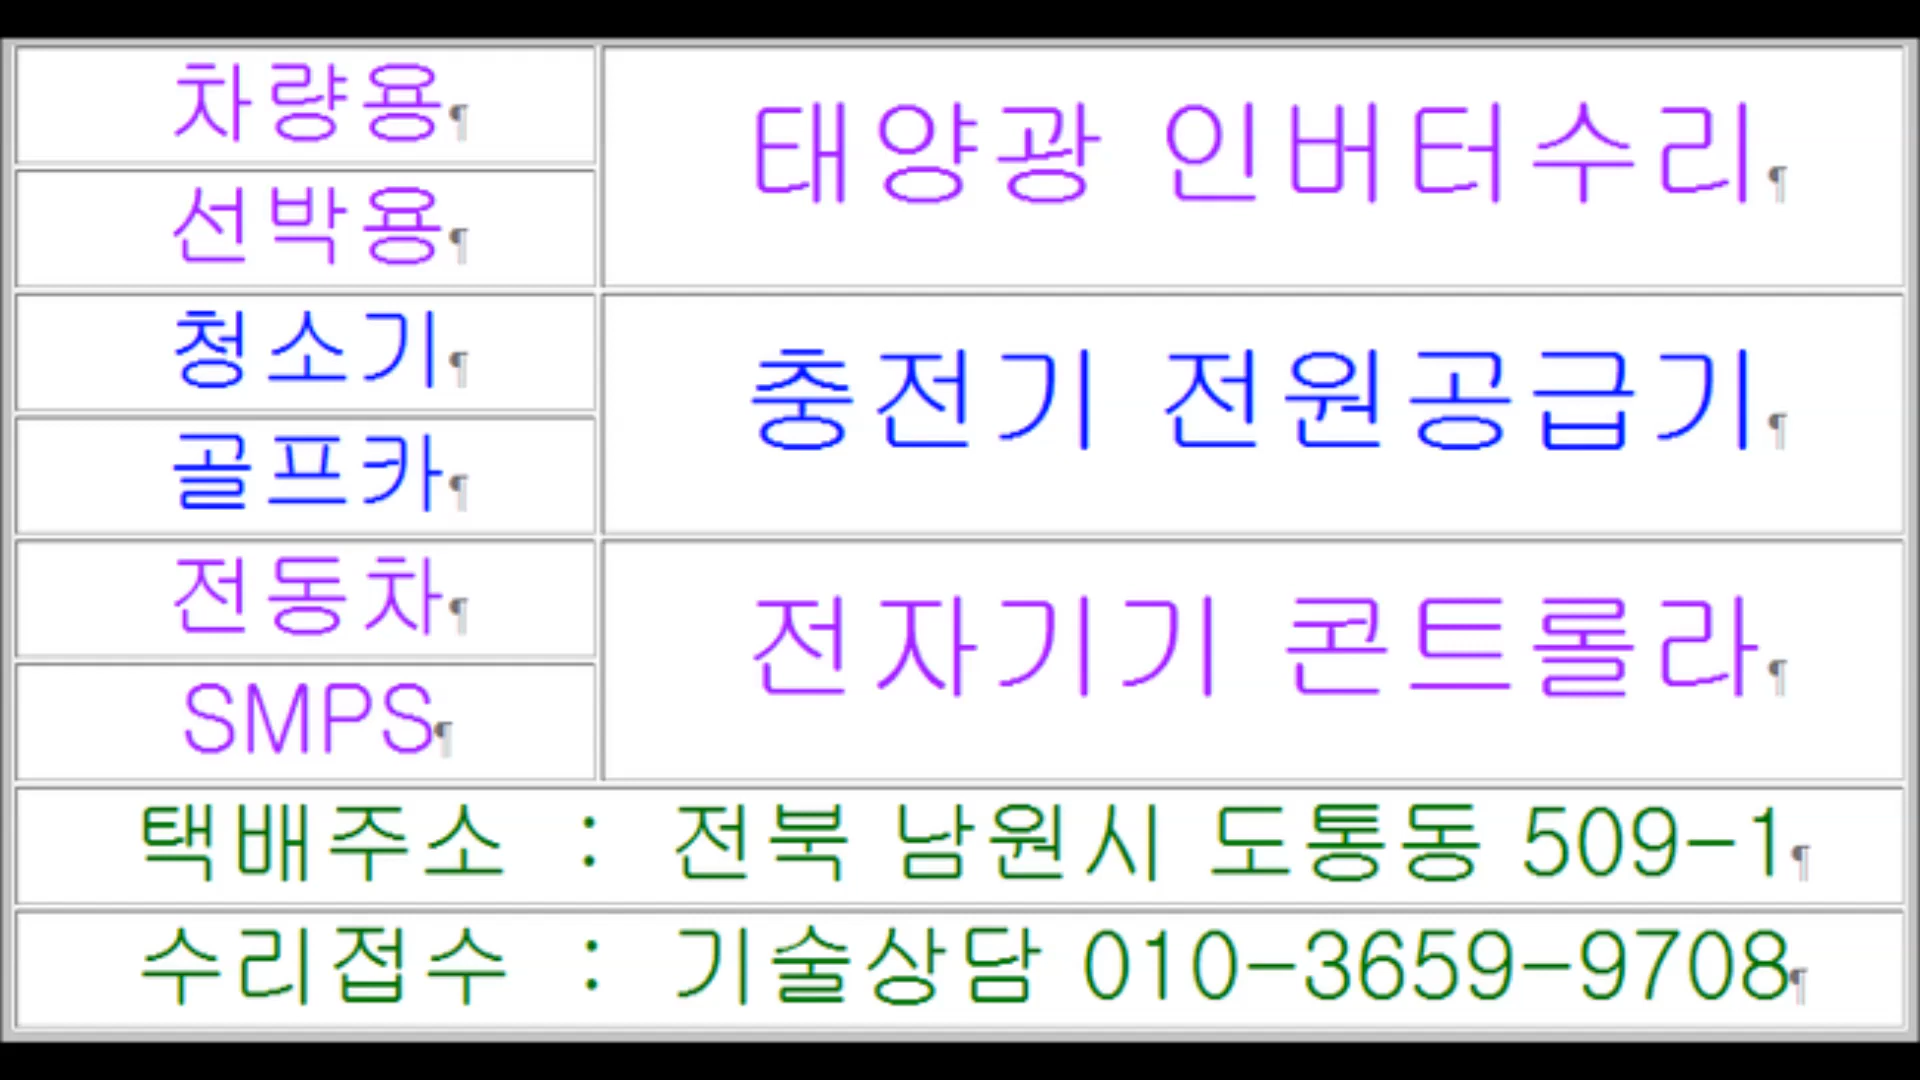 차량용
태양광 인버터수리
선박용
청소기
충전기 전원공급기
골프카
전동차
전자기기 콘트롤라
SMPS
택배주소 : 전북 남원시 도통동 509-1
수리접수 : 기술상담 010-3659-9708